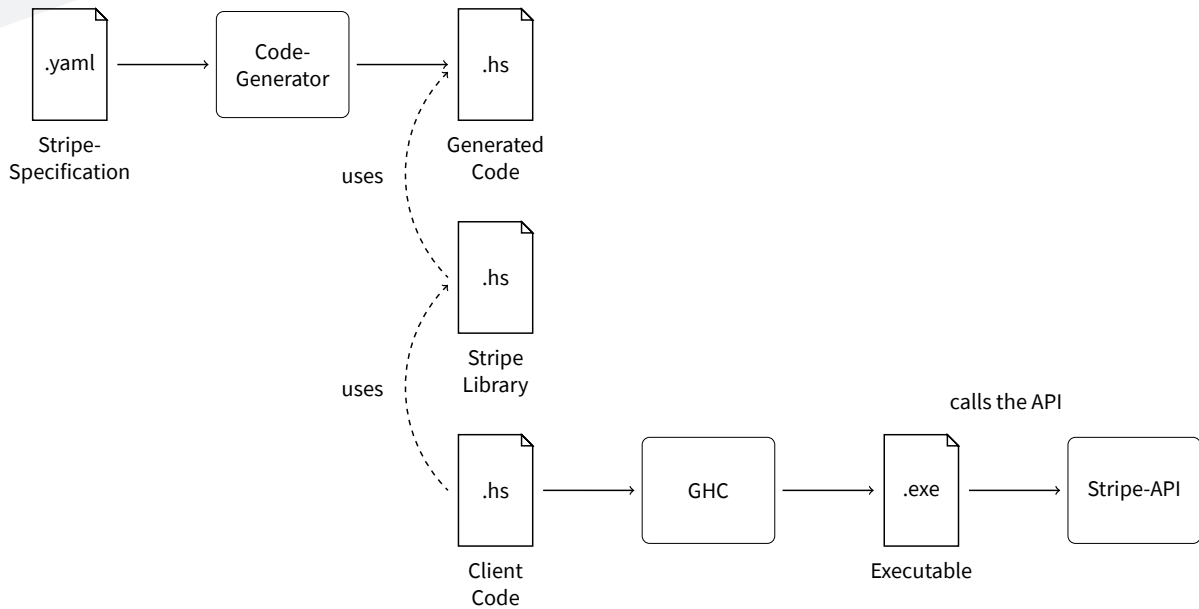 .yaml
Code-
Generator
.hs
Stripe-
Specification
Generated
Code
uses
.hs
Stripe
Library
uses
calls the API
.hs
GHC
.exe
Stripe-API
Client
Code
Executable